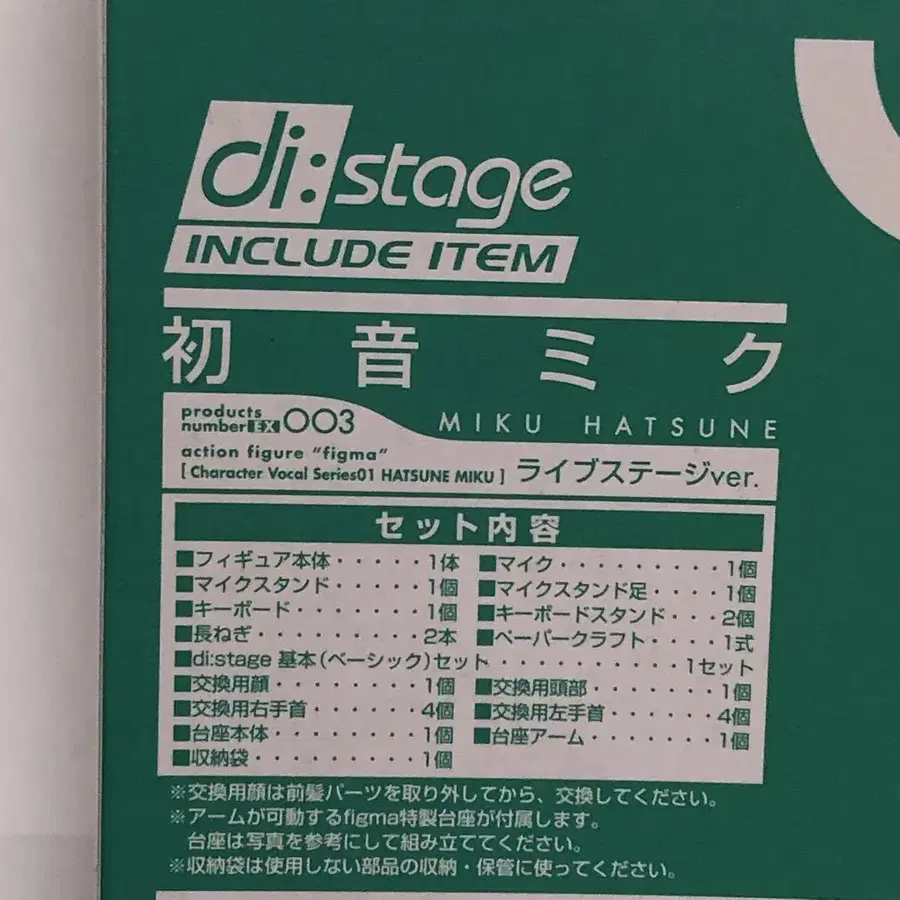 di:stage
INCLUDE ITEM
初音ミク
products number EX 003
MIKU HATSUNE
action figure "figma"
[ Character Vocal Series01 HATSUNE MIKU ] ライブステージver.
セット内容
■フィギュア本体・・・・・1体 ■マイク・・・・・・・・・1個
■マイクスタンド・・・・・1個 ■マイクスタンド足・・・・・1個
■キーボード・・・・・・・1個 ■キーボードスタンド・・・・2個
■長ねぎ・・・・・・・・・2本 ■ペーパークラフト・・・・・1式
■di:stage 基本(ベーシック)セット・・・・・・・・・・1セット
■交換用顔・・・・・・・・1個 ■交換用頭部・・・・・・・1個
■交換用右手首・・・・・・4個 ■交換用左手首・・・・・・4個
■台座本体・・・・・・・・1個 ■台座アーム・・・・・・・1個
■収納袋・・・・・・・・・1個
※交換用顔は前髪パーツを取り外してから、交換してください。
※アームが可動するfigma特製台座が付属します。
台座は写真を参考にして組み立ててください。
※収納袋は使用しない部品の収納・保管に使ってください。